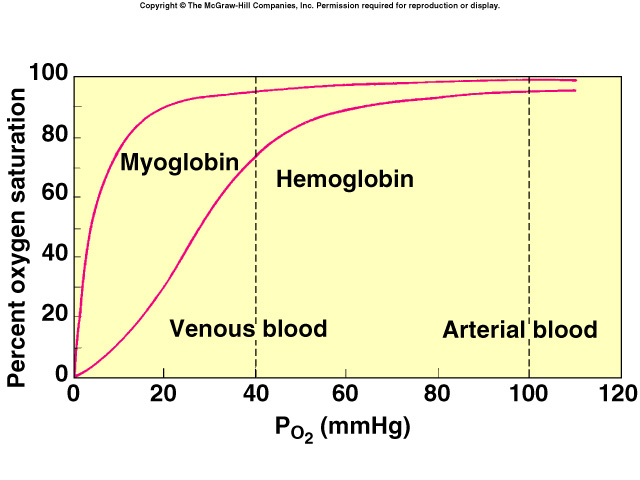 Copyright © The McGraw-Hill Companies, Inc. Permission required for reproduction or display.
Percent oxygen saturation
100
80
60
40
20
0
Myoglobin
Hemoglobin
Venous blood
Arterial blood
0 20 40 60 80 100 120
PO2 (mmHg)